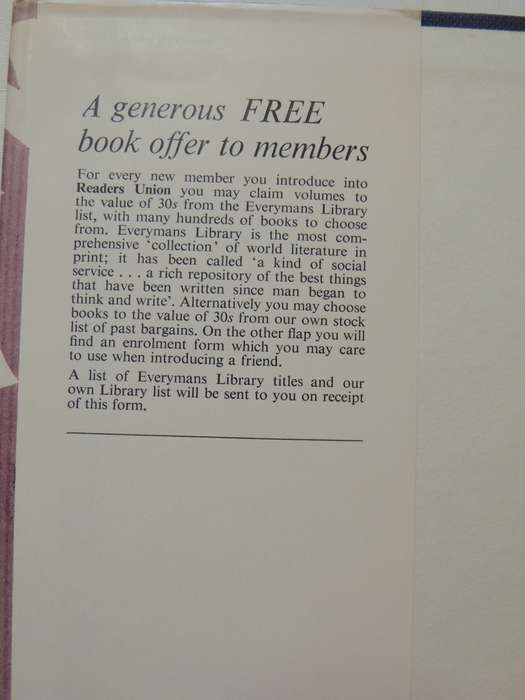 A generous FREE
book offer to members
For every new member you introduce into
Readers Union you may claim volumes to
the value of 30s from the Everymans Library
list, with many hundreds of books to choose
from. Everymans Library is the most com-
prehensive ‘collection’ of world literature in
print; it has been called ‘a kind of social
service . . . a rich repository of the best things
that have been written since man began to
think and write’. Alternatively you may choose
books to the value of 30s from our own stock
list of past bargains. On the other flap you will
find an enrolment form which you may care
to use when introducing a friend.
A list of Everymans Library titles and our
own Library list will be sent to you on receipt
of this form.